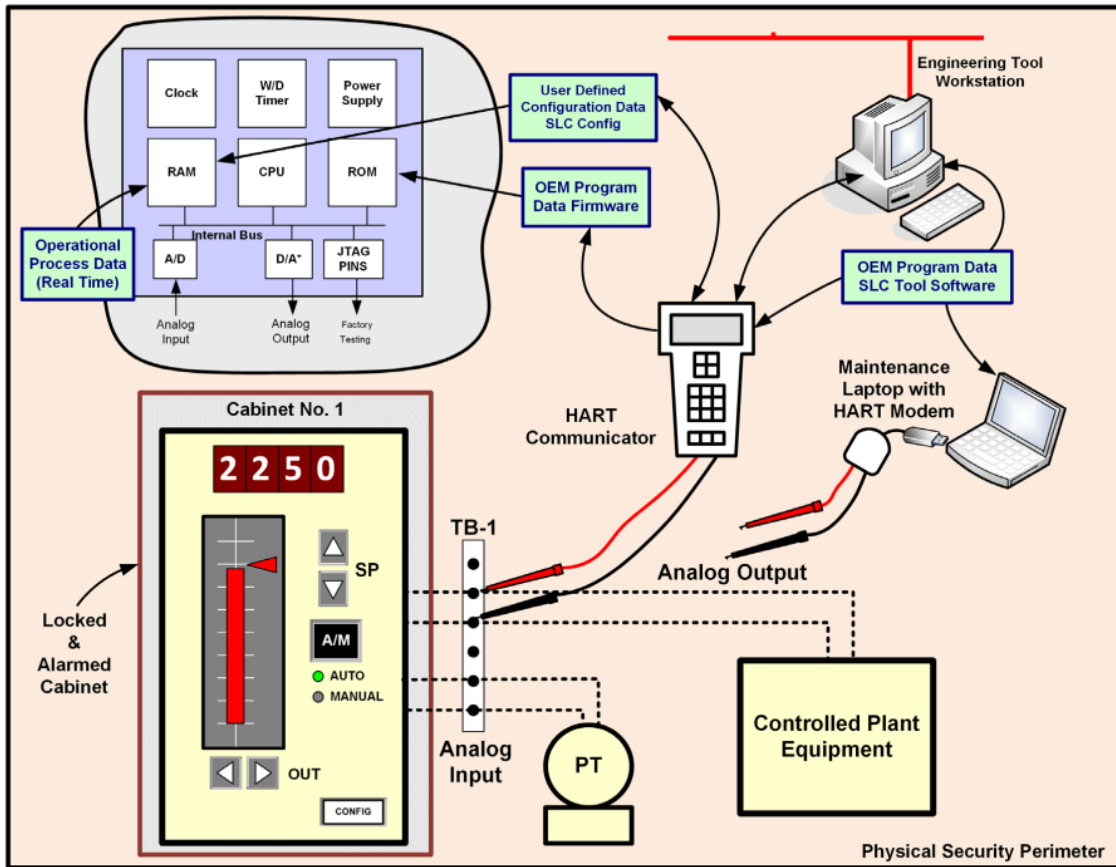 Clock
W/D
Timer
Power
Supply
RAM
CPU
ROM
Internal Bus
A/D
D/A*
JTAG
PINS
Analog
Input
Analog
Output
Factory
Testing
Operational
Process Data
(Real Time)
User Defined
Configuration Data
SLC Config
OEM Program
Data Firmware
Engineering Tool
Workstation
OEM Program Data
SLC Tool Software
HART
Communicator
Maintenance
Laptop with
HART Modem
Cabinet No. 1
2250
SP
A/M
AUTO
MANUAL
OUT
CONFIG
Locked
&
Alarmed
Cabinet
TB-1
Analog Output
Analog
Input
PT
Controlled Plant
Equipment
Physical Security Perimeter